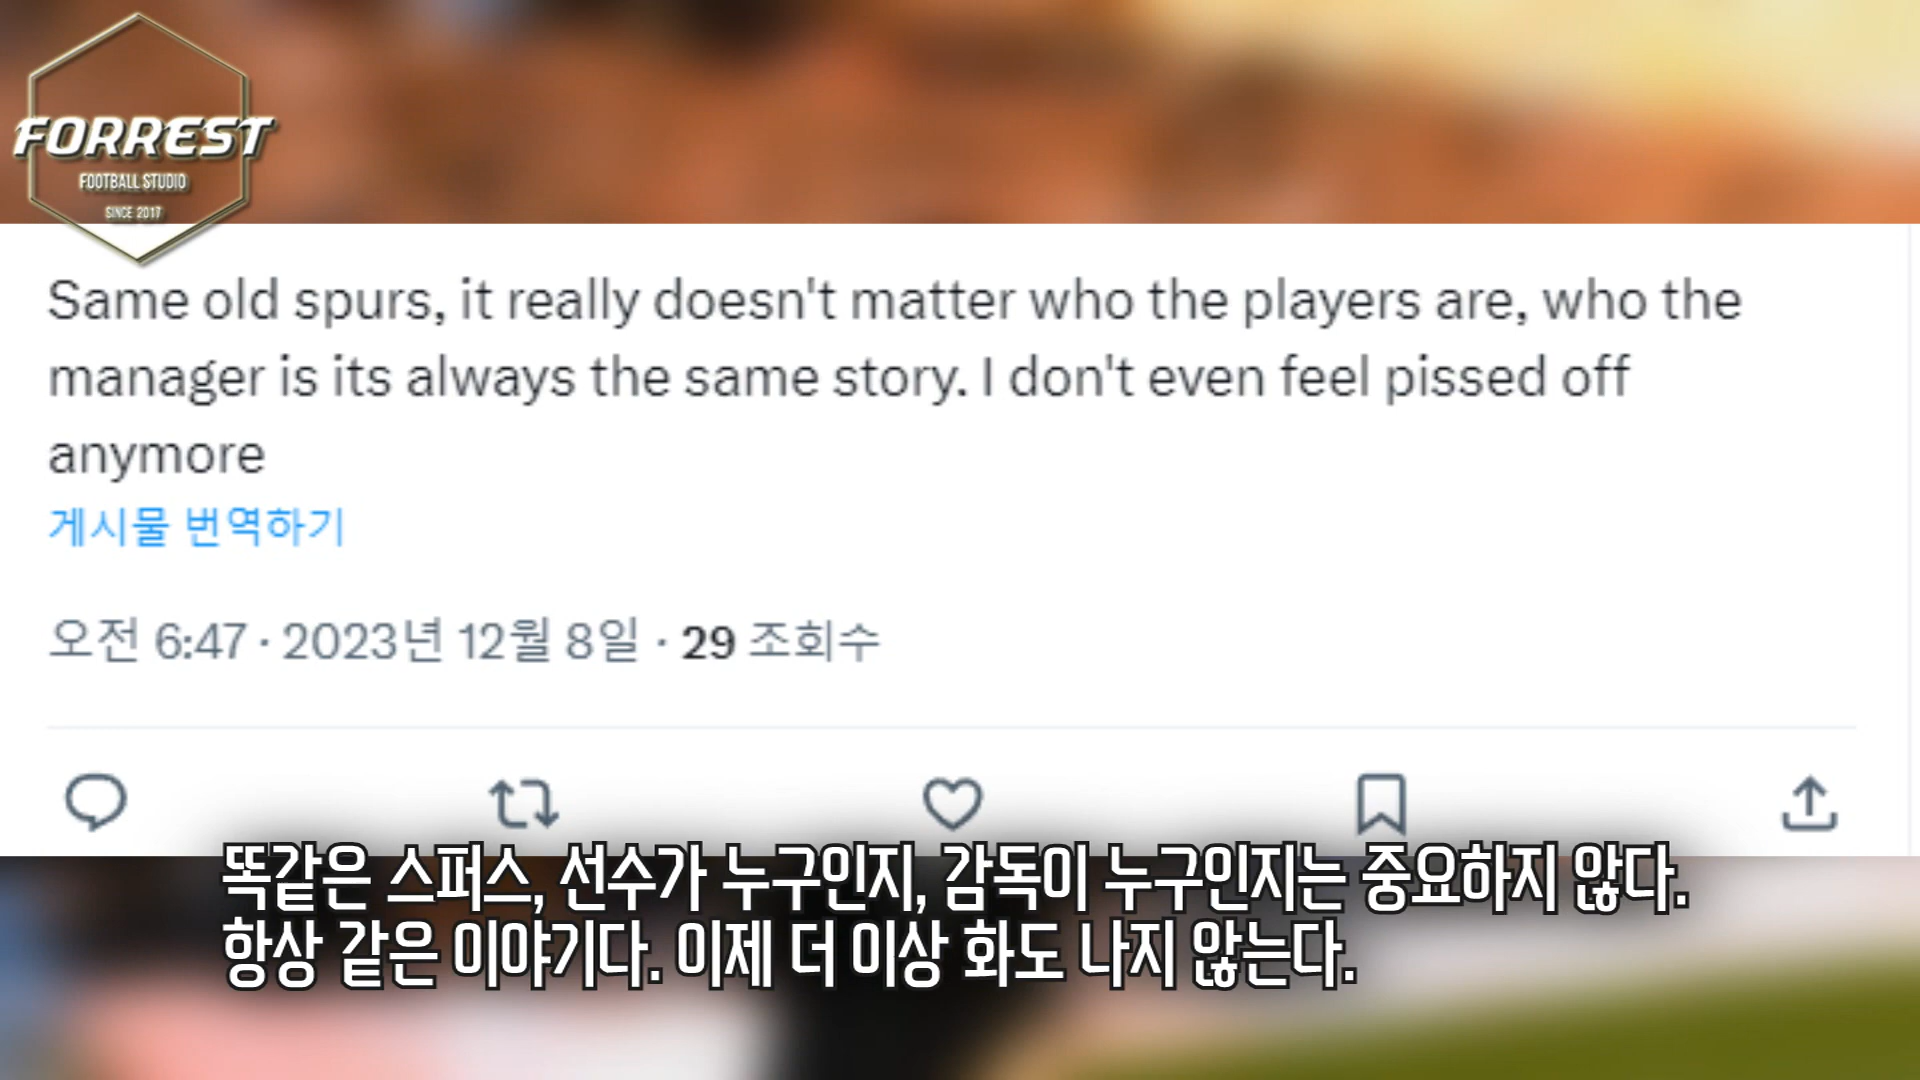 FORREST
FOOTBALL STUDIO
SINCE 2017
Same old spurs, it really doesn't matter who the players are, who the
manager is its always the same story. I don't even feel pissed off
anymore
게시물 번역하기
오전 6:47 · 2023년 12월 8일 · 29 조회수
똑같은 스퍼스, 선수가 누구인지, 감독이 누구인지는 중요하지 않다.
항상 같은 이야기다. 이제 더 이상 화도 나지 않는다.